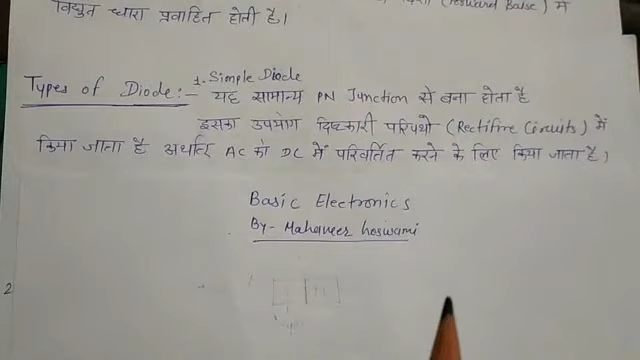 विद्युत धारा प्रवाहित होती है।
Types of Diode:- 1. Simple Diode
यह सामान्य PN Junction से बना होता है
इसका उपयोग दिष्टकारी परिपथो (Rectifire Circuits) में
किया जाता है अर्थात AC को DC में परिवर्तित करने के लिए किया जाता है।
Basic Electronics
By- Mahaveer Goswami
2